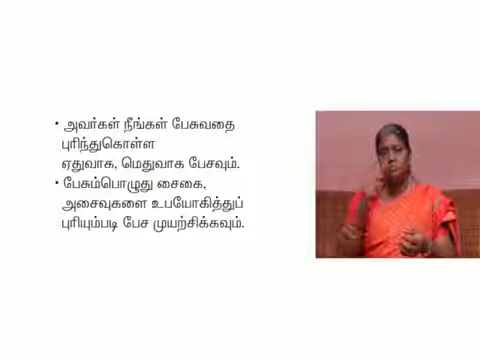 • அவர்கள் நீங்கள் பேசுவதை
புரிந்துகொள்ள
ஏதுவாக, மெதுவாக பேசவும்.
• பேசும்பொழுது சைகை,
அசைவுகளை உபயோகித்துப்
புரியும்படி பேச முயற்சிக்கவும்.